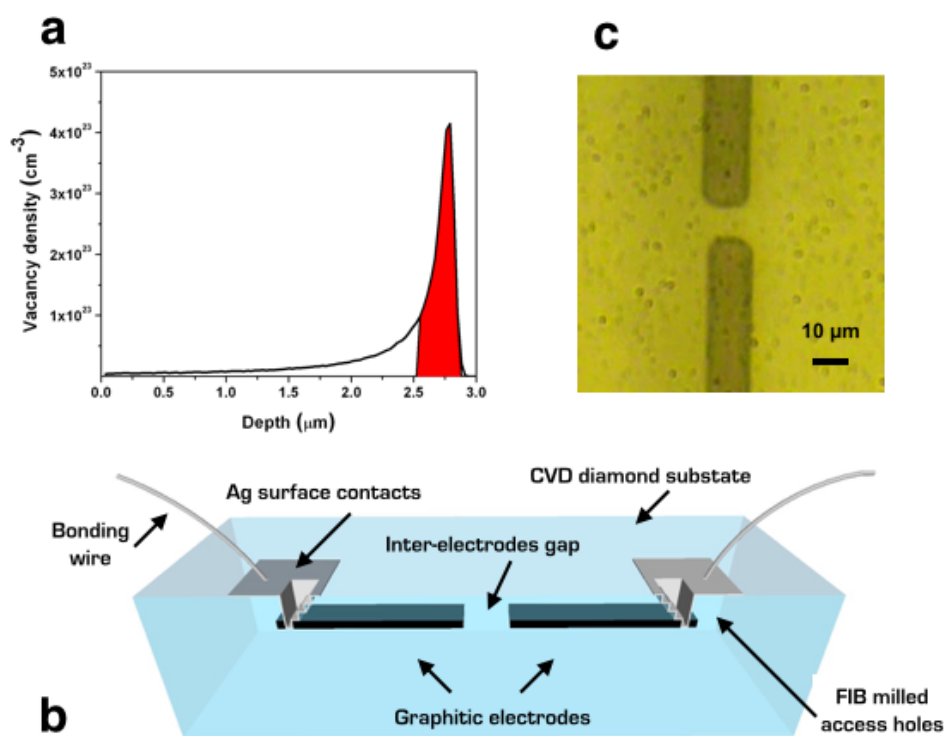 a
5x10²³
4x10²³
3x10²³
2x10²³
1x10²³
Vacancy density (cm⁻³)
0.0 0.5 1.0 1.5 2.0 2.5 3.0
Depth (μm)
c
10 μm
Ag surface contacts
CVD diamond substate
Bonding
wire
Inter-electrodes gap
Graphitic electrodes
FIB milled
access holes
b